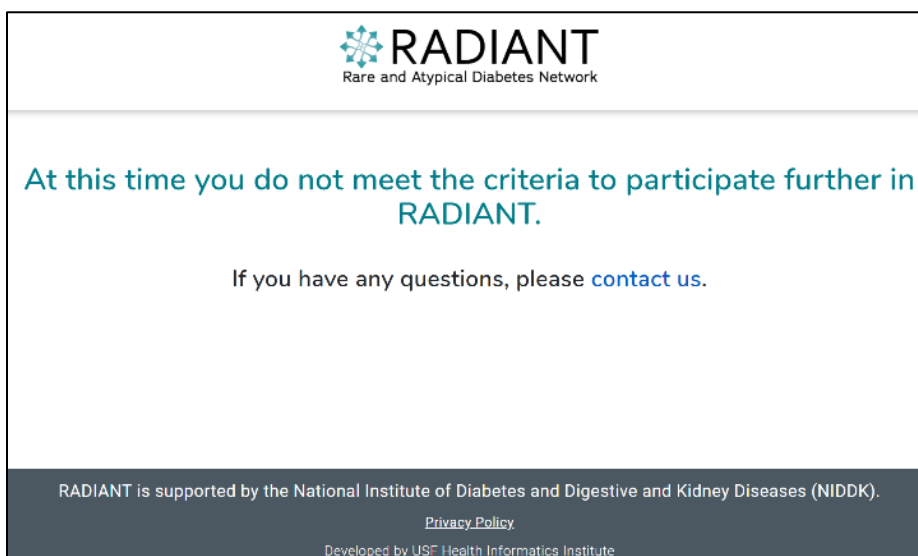 RADIANT
Rare and Atypical Diabetes Network
At this time you do not meet the criteria to participate further in
RADIANT.
If you have any questions, please contact us.
RADIANT is supported by the National Institute of Diabetes and Digestive and Kidney Diseases (NIDDK).
Privacy Policy
Developed by USF Health Informatics Institute